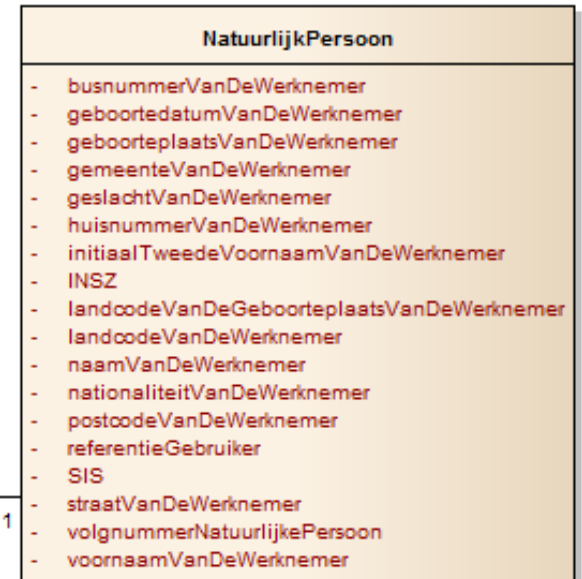 NatuurlijkPersoon
- busnummerVanDeWerknemer
- geboortedatumVanDeWerknemer
- geboorteplaatsVanDeWerknemer
- gemeenteVanDeWerknemer
- geslachtVanDeWerknemer
- huisnummerVanDeWerknemer
- initiaalTweedeVoornaamVanDeWerknemer
- INSZ
- landcodeVanDeGeboorteplaatsVanDeWerknemer
- landcodeVanDeWerknemer
- naamVanDeWerknemer
- nationaliteitVanDeWerknemer
- postcodeVanDeWerknemer
- referentieGebruiker
- SIS
- straatVanDeWerknemer
1
- volgnummerNatuurlijkePersoon
- voornaamVanDeWerknemer